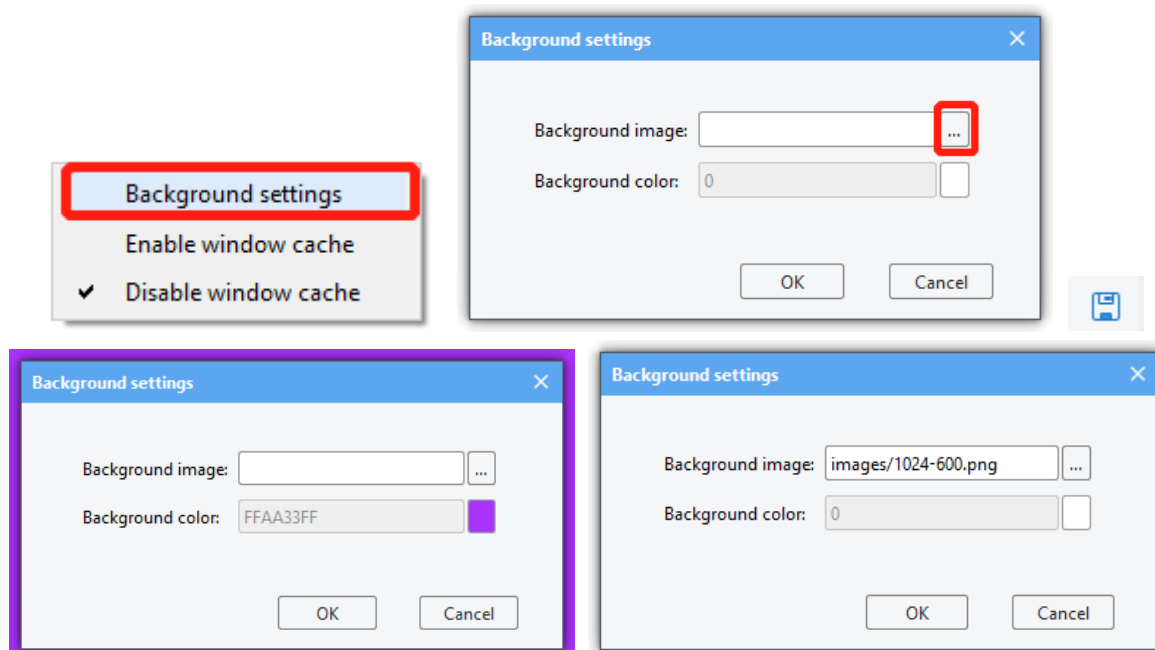 Background settings
Enable window cache
Disable window cache
Background settings
Background image:
...
Background color:
0
OK
Cancel
Background settings
Background image:
...
Background color:
FFAA33FF
OK
Cancel
Background settings
Background image:
images/1024-600.png
...
Background color:
0
OK
Cancel